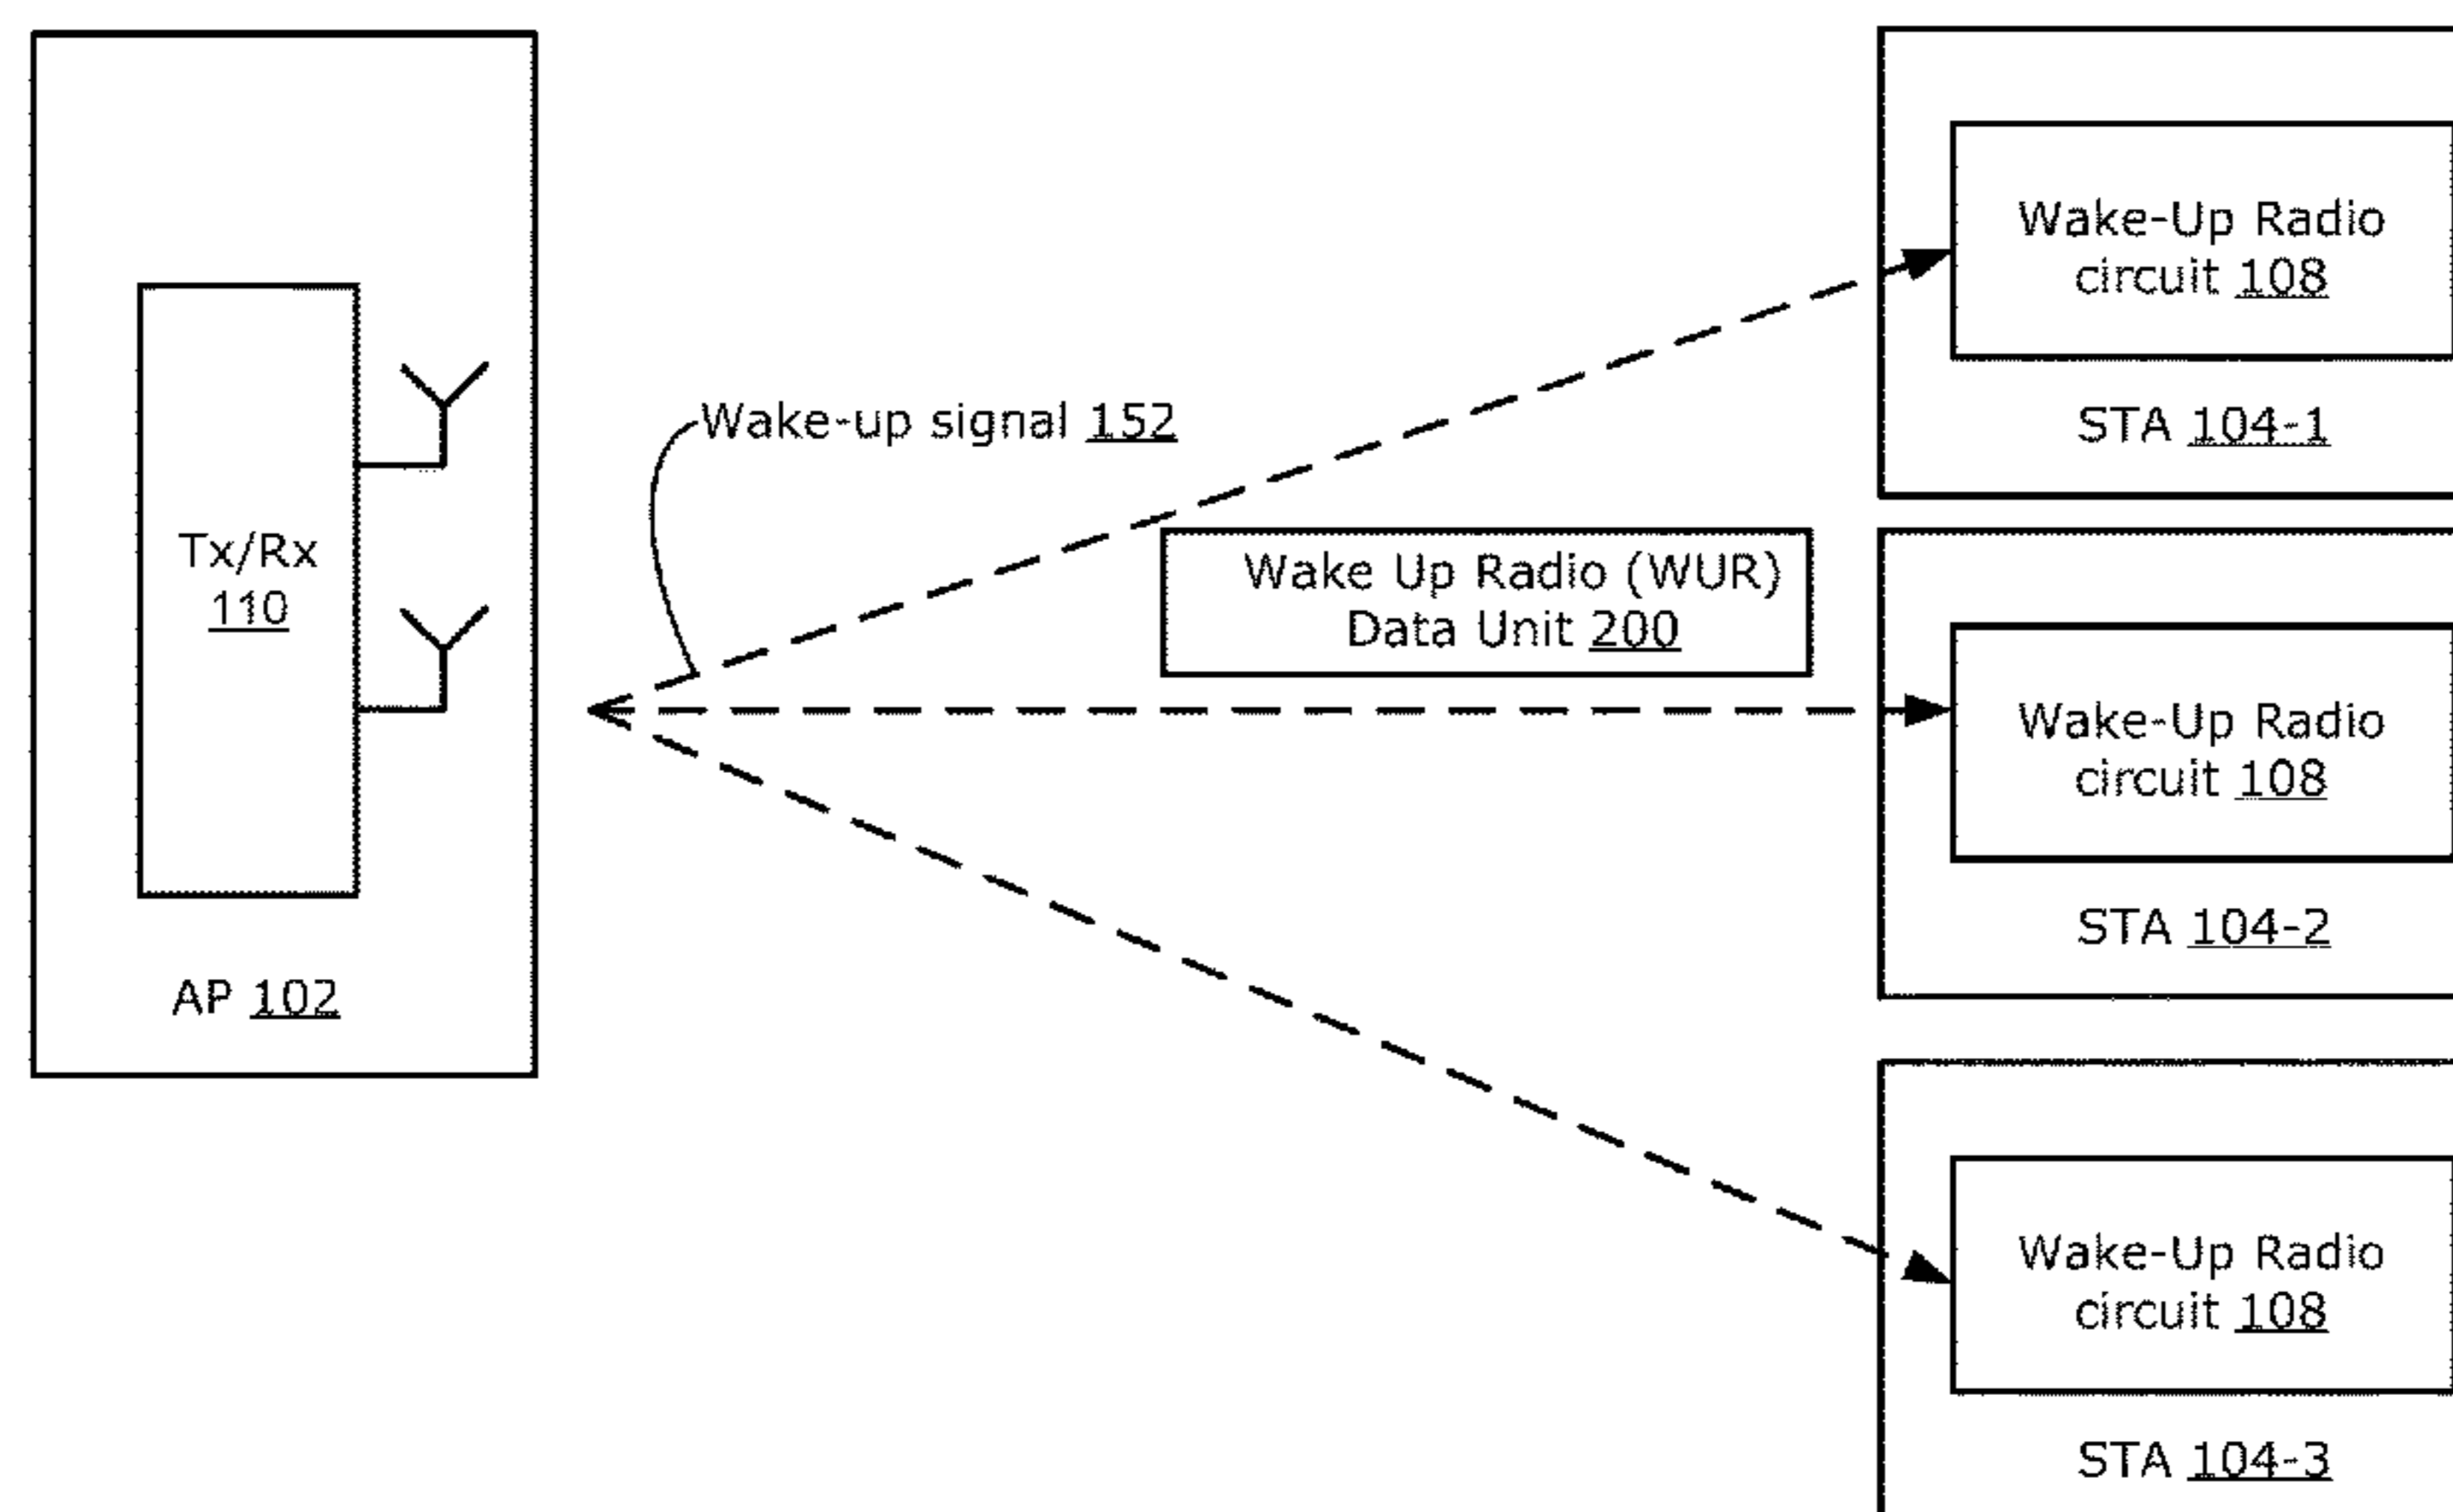 Tx/Rx
110
AP 102
Wake-up signal 152
Wake Up Radio (WUR)
Data Unit 200
Wake-Up Radio
circuit 108
STA 104-1
Wake-Up Radio
circuit 108
STA 104-2
Wake-Up Radio
circuit 108
STA 104-3